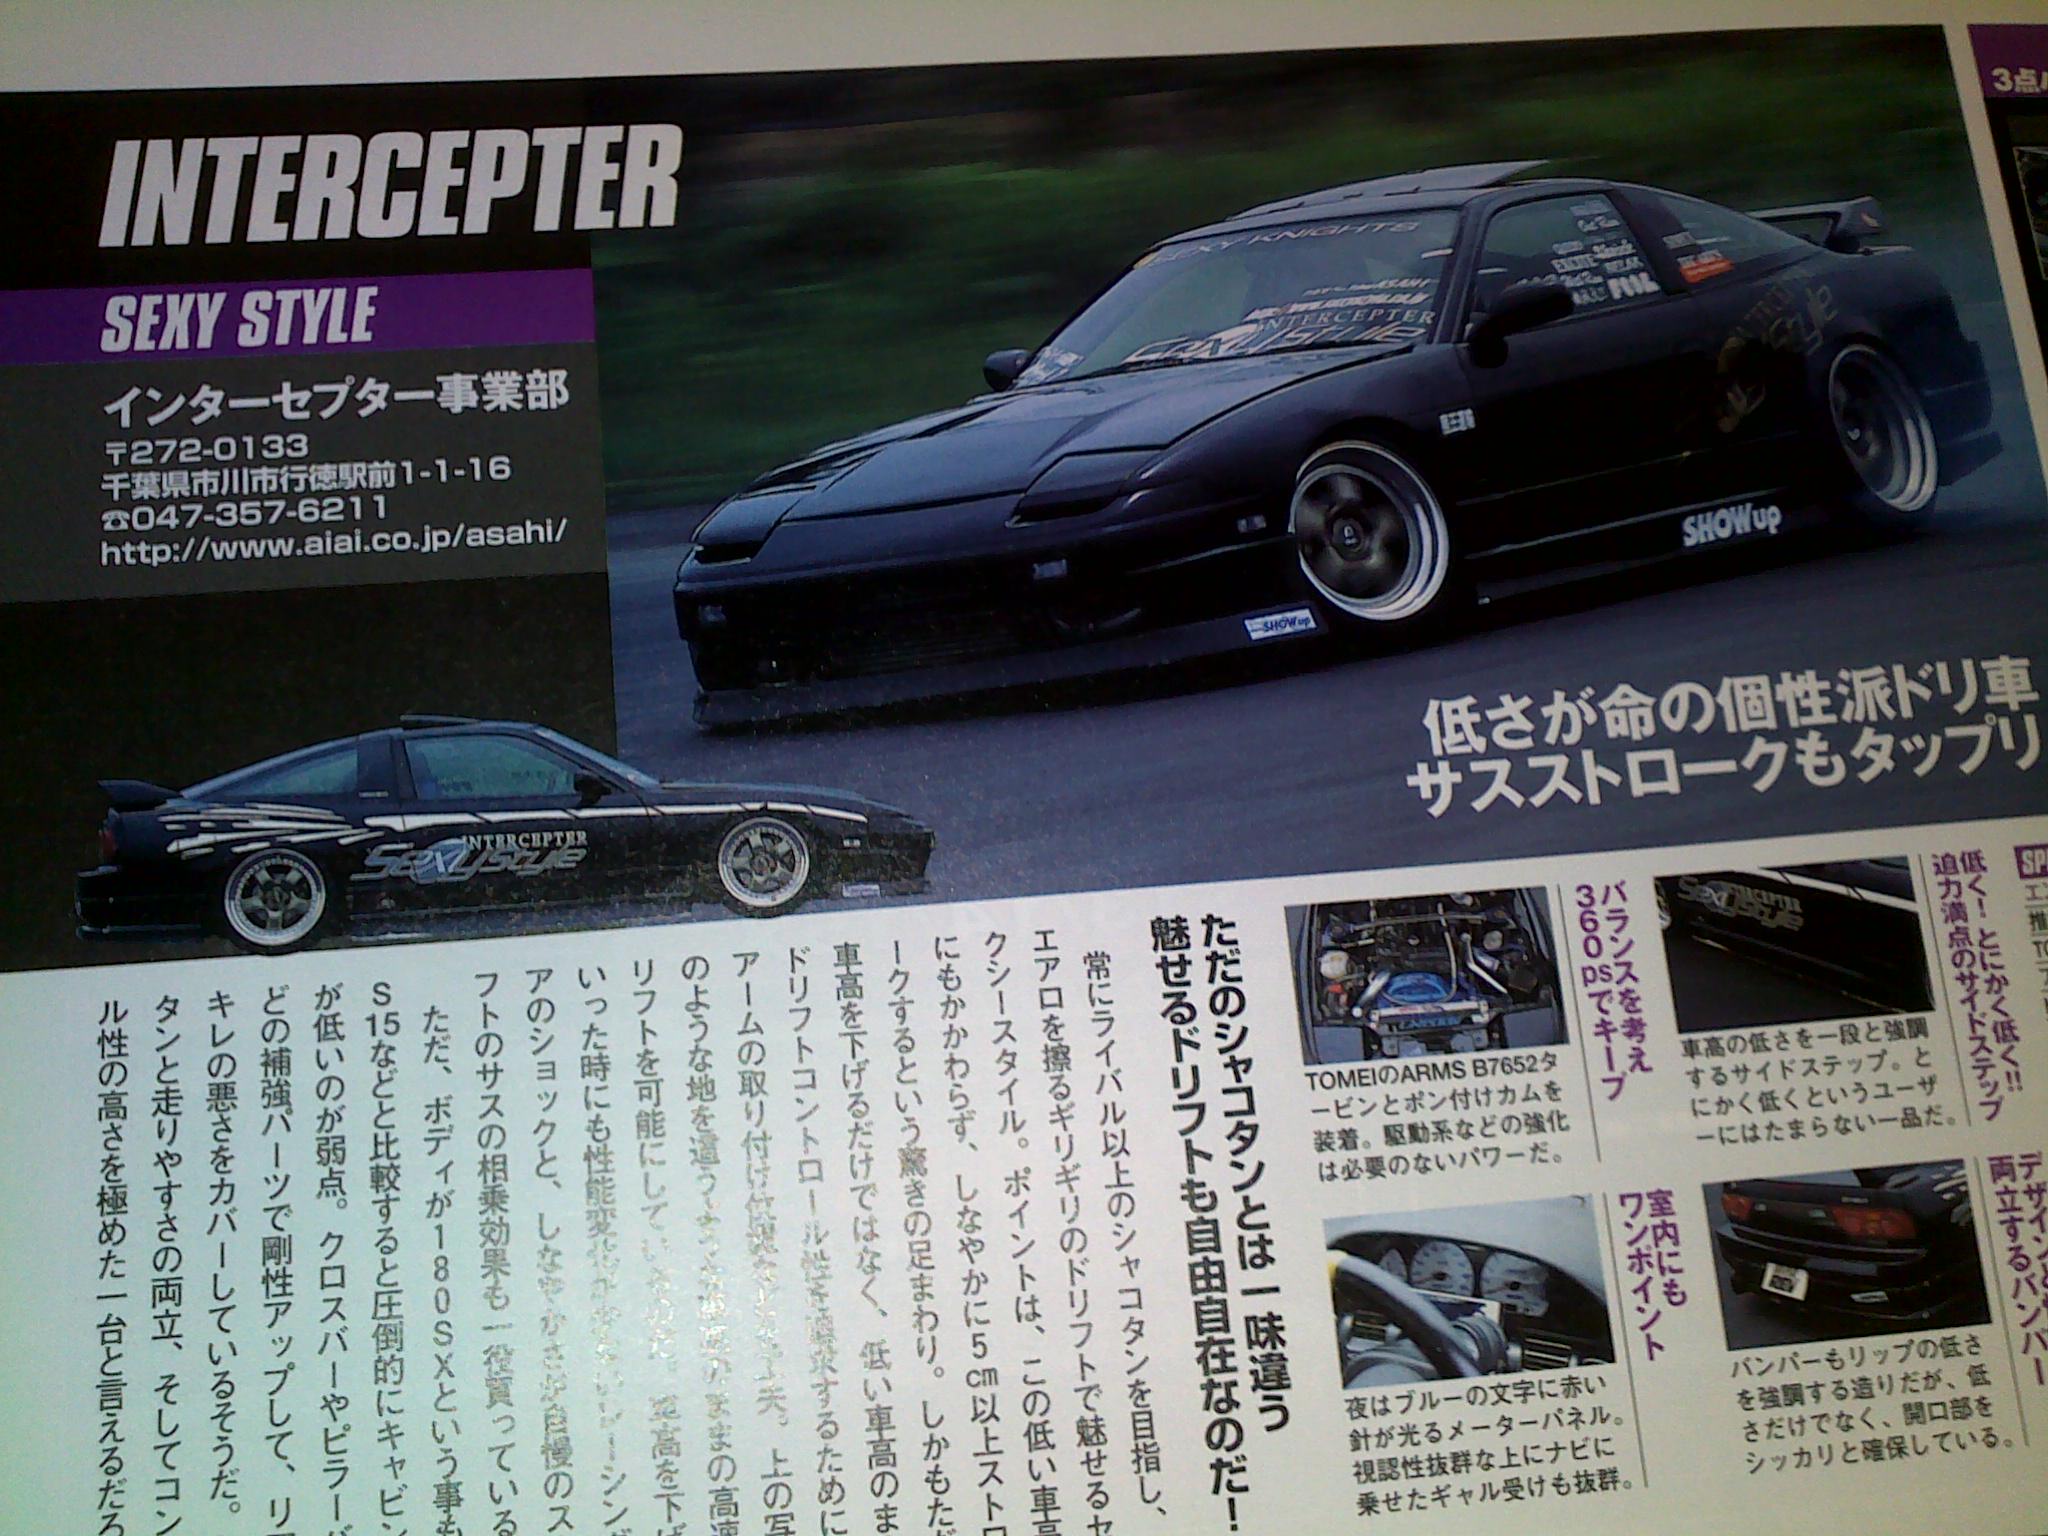 INTERCEPTER
SEXY STYLE
インターセプター事業部
〒272-0133
千葉県市川市行徳駅前1-1-16
☎047-357-6211
http://www.aiai.co.jp/asahi/
SEXY KNIGHTS
INTERCEPTER
Sexystyle
SHOW up
SHOW up
3点
低さが命の個性派ドリ車
サスストロークもタップリ
INTERCEPTER
Sexystyle
低く！とにかく低く!!
迫力満点のサイドステップ
車高の低さを一段と強調
するサイドステップ。と
にかく低くというユーザ
ーにはたまらない一品だ。
バランスを考え
360psでキープ
TOMEIのARMS B7652タ
ービンとポン付けカムを
装着。駆動系などの強化
は必要のないパワーだ。
両立するバンパー
バンパーもリップの低さ
を強調する造りだが、低
さだけでなく、開口部を
シッカリと確保している。
室内にも
ワンポイント
夜はブルーの文字に赤い
針が光るメーターパネル。
視認性抜群な上にナビに
乗せたギャル受けも抜群。
ただのシャコタンとは一味違う
魅せるドリフトも自由自在なのだ！
常にライバル以上のシャコタンを目指し、
エアロを擦るギリギリのドリフトで魅せるセ
クシースタイル。ポイントは、この低い車高
にもかかわらず、しなやかに5cm以上ストロ
ークするという驚きの足まわり。しかもただ
車高を下げるだけではなく、低い車高のま
ドリフトコントロール性を追求するために
アームの取り付け位置 上の写
のような地を這う 高速
リフトを可能にして 車高を下げ
いった時にも性能変化が
アのショックと、しなやかさが自慢のス
フトのサスの相乗効果も一役買っている
ただ、ボディが180SXという事も
S15などと比較すると圧倒的にキャビン
が低いのが弱点。クロスバーやピラーバ
どの補強パーツで剛性アップして、リ
キレの悪さをカバーしているそうだ。
タンと走りやすさの両立、そしてコン
ル性の高さを極めた一台と言えるだろ